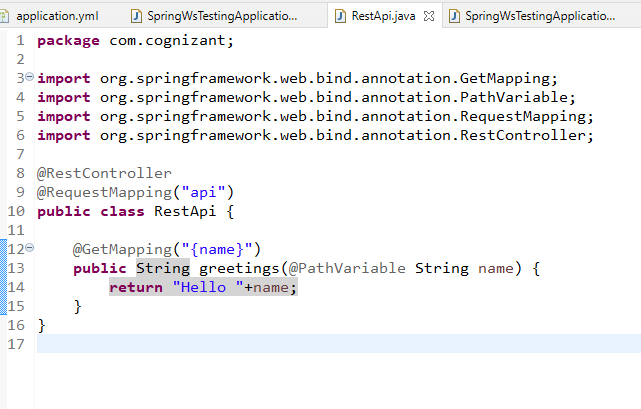 application.yml SpringWsTestingApplicatio... RestApi.java SpringWsTestingApplicatio...
1 package com.cognizant;
2
3 import org.springframework.web.bind.annotation.GetMapping;
4 import org.springframework.web.bind.annotation.PathVariable;
5 import org.springframework.web.bind.annotation.RequestMapping;
6 import org.springframework.web.bind.annotation.RestController;
7
8 @RestController
9 @RequestMapping("api")
10 public class RestApi {
11
12     @GetMapping("{name}")
13     public String greetings(@PathVariable String name) {
14         return "Hello "+name;
15     }
16 }
17